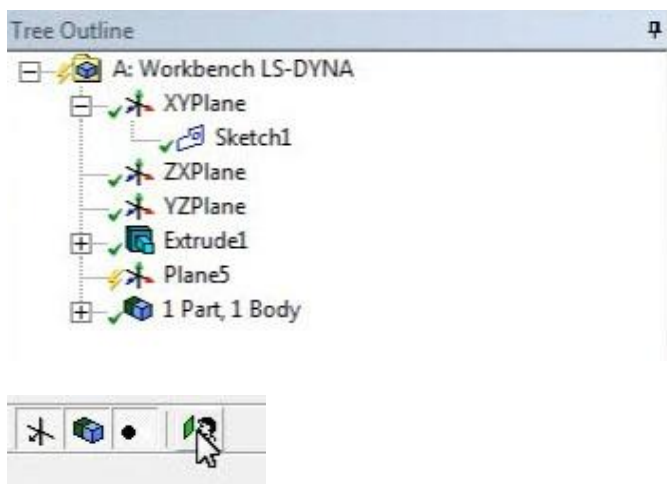 Tree Outline
A: Workbench LS-DYNA
XYPlane
Sketch1
ZXPlane
YZPlane
Extrude1
Plane5
1 Part, 1 Body